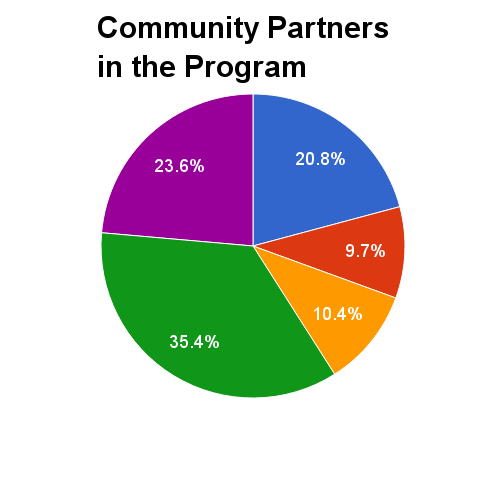 Community Partners
in the Program
23.6%
20.8%
9.7%
10.4%
35.4%